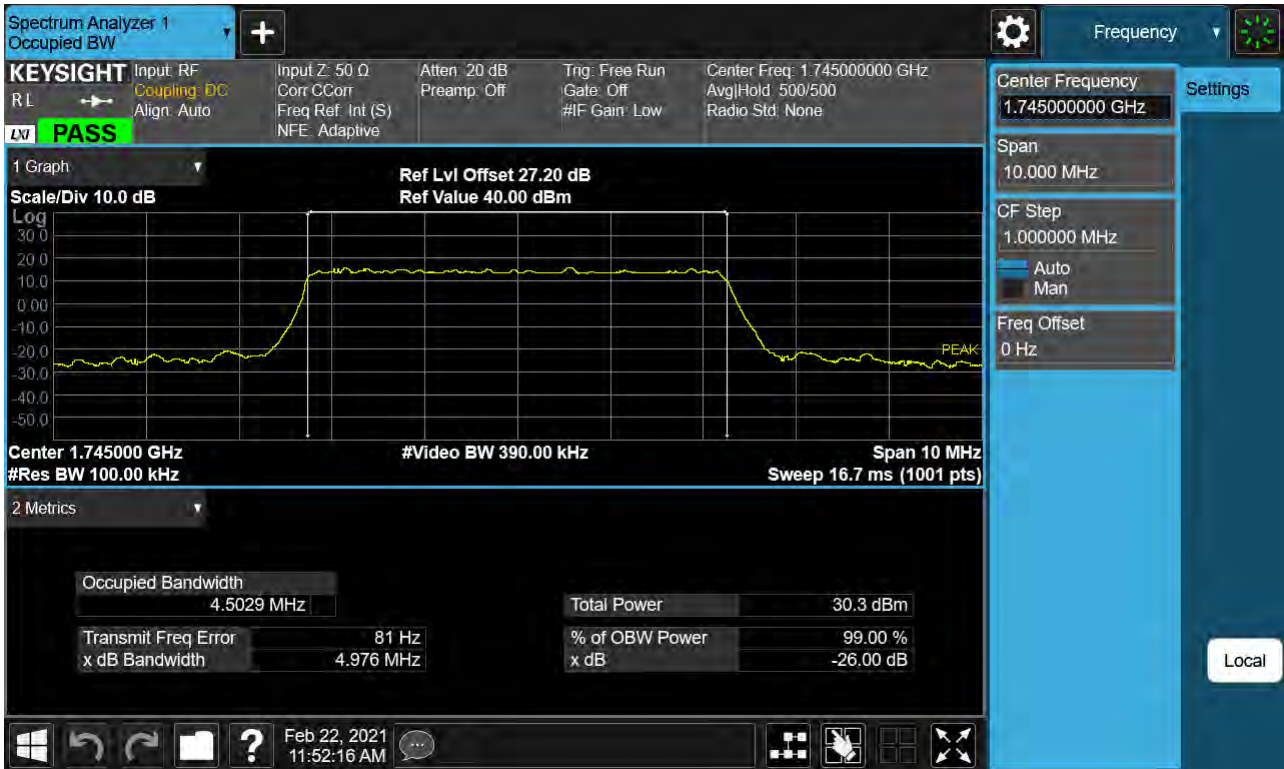 Spectrum Analyzer 1
Occupied BW
+
Frequency
KEYSIGHT
R L
LXI
PASS
Input: RF
Coupling: DC
Align: Auto
Input Z: 50 Ω
Corr CCorr
Freq Ref: Int (S)
NFE: Adaptive
Atten: 20 dB
Preamp: Off
Trig: Free Run
Gate: Off
#IF Gain: Low
Center Freq: 1.745000000 GHz
Avg|Hold: 500/500
Radio Std: None
Center Frequency
1.745000000 GHz
Settings
Span
10.000 MHz
CF Step
1.000000 MHz
Auto
Man
Freq Offset
0 Hz
Local
1 Graph
Scale/Div 10.0 dB
Ref Lvl Offset 27.20 dB
Ref Value 40.00 dBm
Log
30.0
20.0
10.0
0.00
-10.0
-20.0
-30.0
-40.0
-50.0
PEAK
Center 1.745000 GHz
#Video BW 390.00 kHz
Span 10 MHz
#Res BW 100.00 kHz
Sweep 16.7 ms (1001 pts)
2 Metrics
Occupied Bandwidth
4.5029 MHz
Total Power 30.3 dBm
Transmit Freq Error 81 Hz
% of OBW Power 99.00 %
x dB Bandwidth 4.976 MHz
x dB -26.00 dB
?
Feb 22, 2021
11:52:16 AM